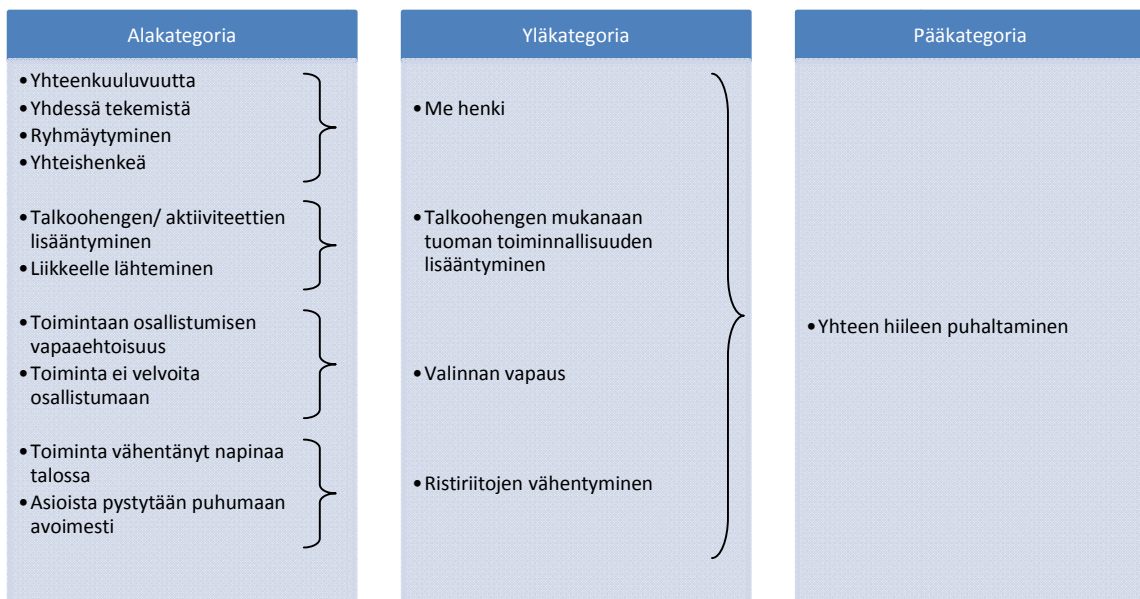 Alakategoria
• Yhteenkuuluvuutta
• Yhdessä tekemistä
• Ryhmäytyminen
• Yhteishenkeä
• Talkoohengen/ aktiiviteettien
lisääntyminen
• Liikkeelle lähteminen
• Toimintaan osallistumisen
vapaaehtoisuus
• Toiminta ei velvoita
osallistumaan
• Toiminta vähentänyt napinaa
talossa
• Asioista pystytään puhumaan
avoimesti
Yläkategoria
• Me henki
• Talkoohengen mukanaan
tuoman toiminnallisuuden
lisääntyminen
• Valinnan vapaus
• Ristiriitojen vähentyminen
Pääkategoria
• Yhteen hiileen puhaltaminen